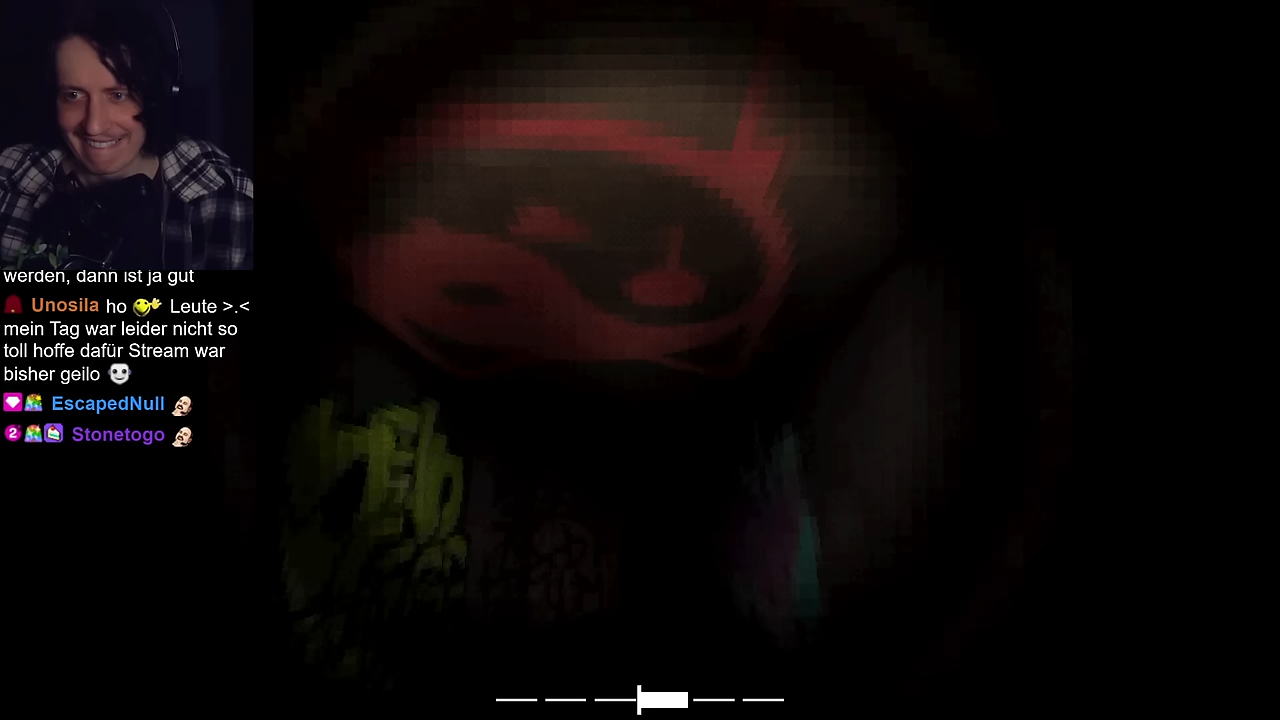 werden, dann ist ja gut
Unosila ho Leute >.<
mein Tag war leider nicht so
toll hoffe dafür Stream war
bisher geilo
EscapedNull
2 Stonetogo